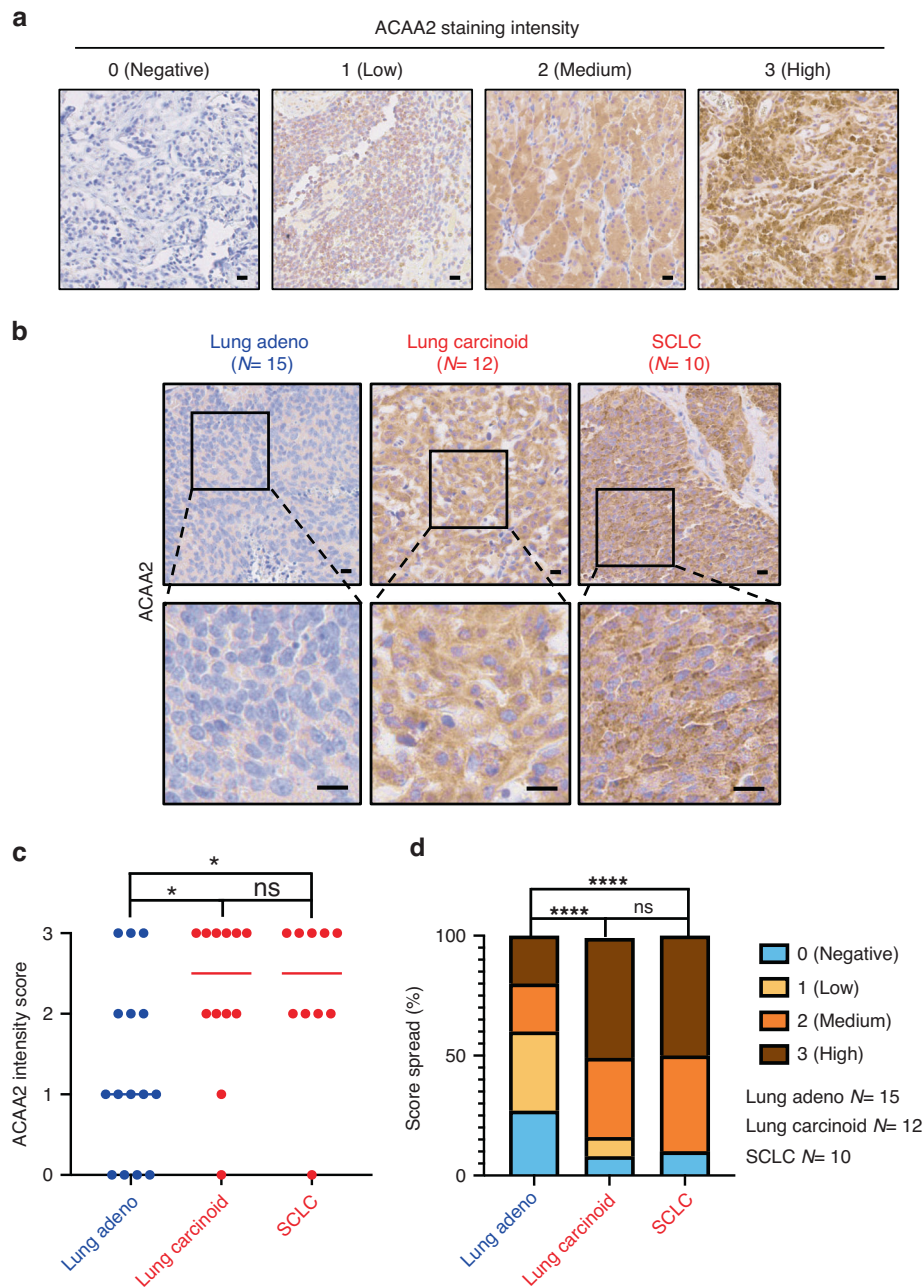 a
ACAA2 staining intensity
0 (Negative)
1 (Low)
2 (Medium)
3 (High)
b
Lung adeno
(N= 15)
Lung carcinoid
(N= 12)
SCLC
(N= 10)
ACAA2
c
*
*
ns
ACAA2 intensity score
3
2
1
0
Lung adeno
Lung carcinoid
SCLC
d
****
****
ns
Score spread (%)
100
50
0
Lung adeno
Lung carcinoid
SCLC
0 (Negative)
1 (Low)
2 (Medium)
3 (High)
Lung adeno N= 15
Lung carcinoid N= 12
SCLC N= 10